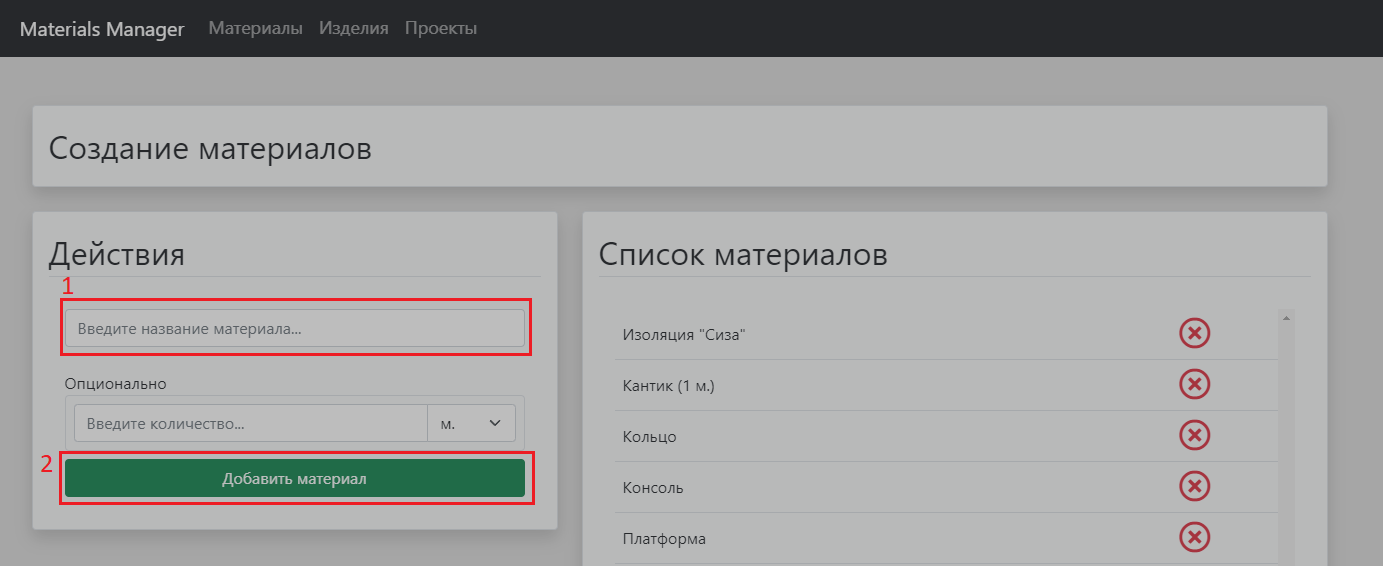 Materials Manager Материалы Изделия Проекты
Создание материалов
Действия
1
Введите название материала...
Опционально
Введите количество... м.
2
Добавить материал
Список материалов
Изоляция "Сиза"
Кантик (1 м.)
Кольцо
Консоль
Платформа